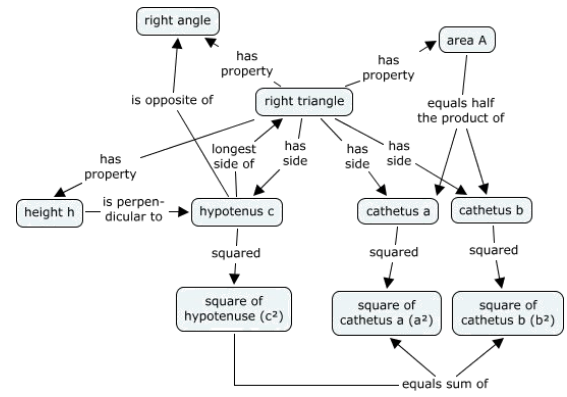 right angle
area A
has
property
has
property
is opposite of
right triangle
equals half
the product of
longest
side of
has
side
has
side
has
side
has
property
height h
is perpen-
dicular to
hypotenus c
cathetus a
cathetus b
squared
squared
squared
square of
hypotenuse (c²)
square of
cathetus a (a²)
square of
cathetus b (b²)
equals sum of